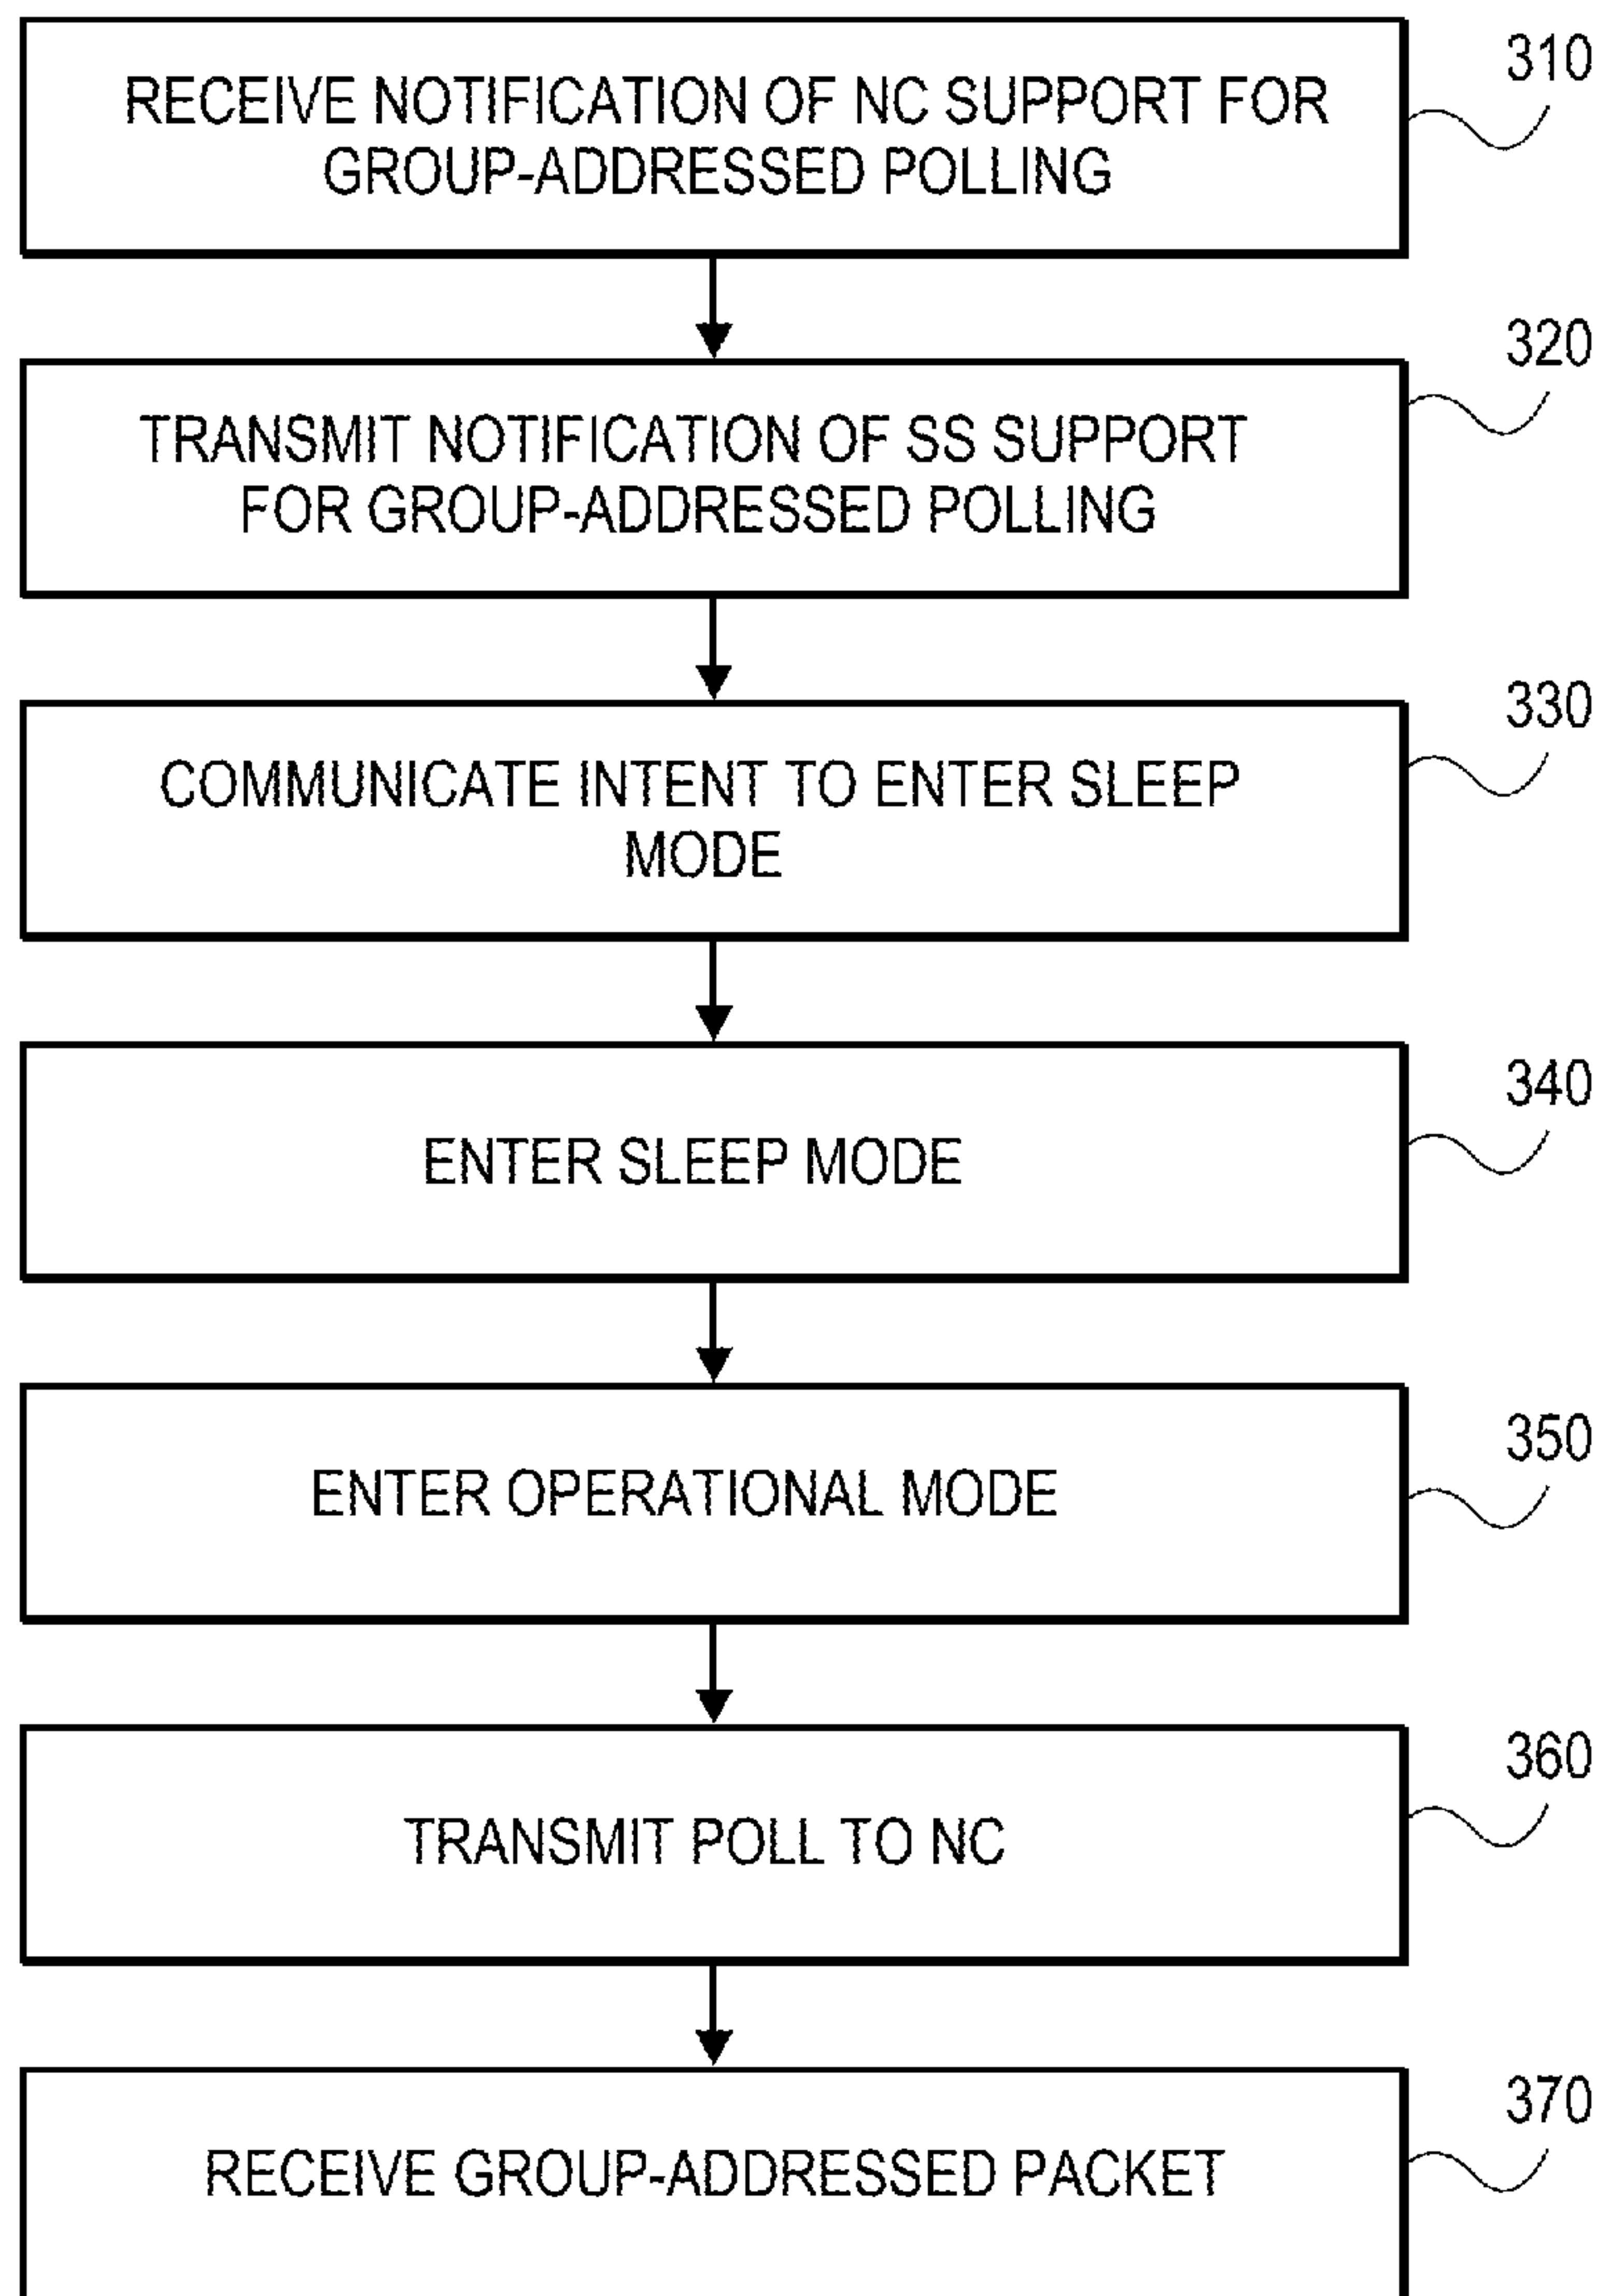 RECEIVE NOTIFICATION OF NC SUPPORT FOR
GROUP-ADDRESSED POLLING
310
TRANSMIT NOTIFICATION OF SS SUPPORT
FOR GROUP-ADDRESSED POLLING
320
COMMUNICATE INTENT TO ENTER SLEEP
MODE
330
ENTER SLEEP MODE
340
ENTER OPERATIONAL MODE
350
TRANSMIT POLL TO NC
360
RECEIVE GROUP-ADDRESSED PACKET
370